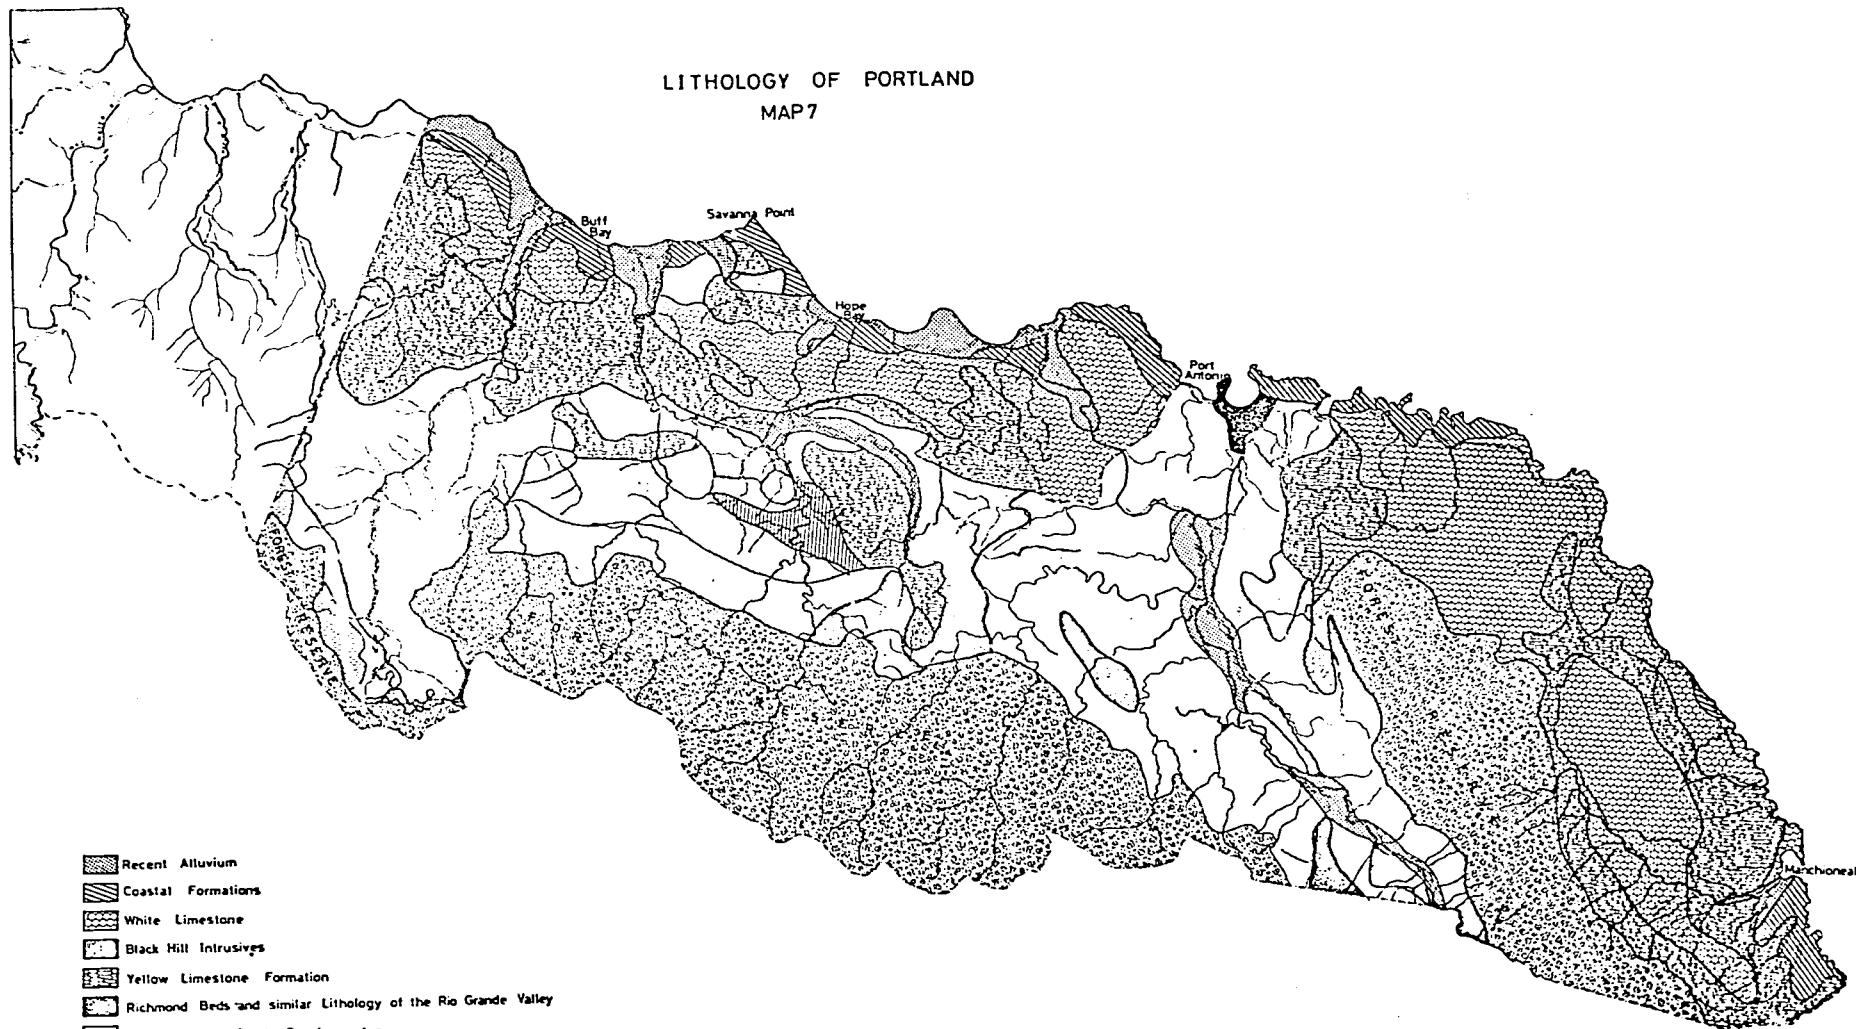 LITHOLOGY OF PORTLAND
MAP 7
Buff
Bay
Savanna Point
Hope
Bay
Port
Antonio
FOREST
RESERVE
FOREST RESERVE
Manchioneal
Recent Alluvium
Coastal Formations
White Limestone
Black Hill Intrusives
Yellow Limestone Formation
Richmond Beds and similar Lithology of the Rio Grande Valley